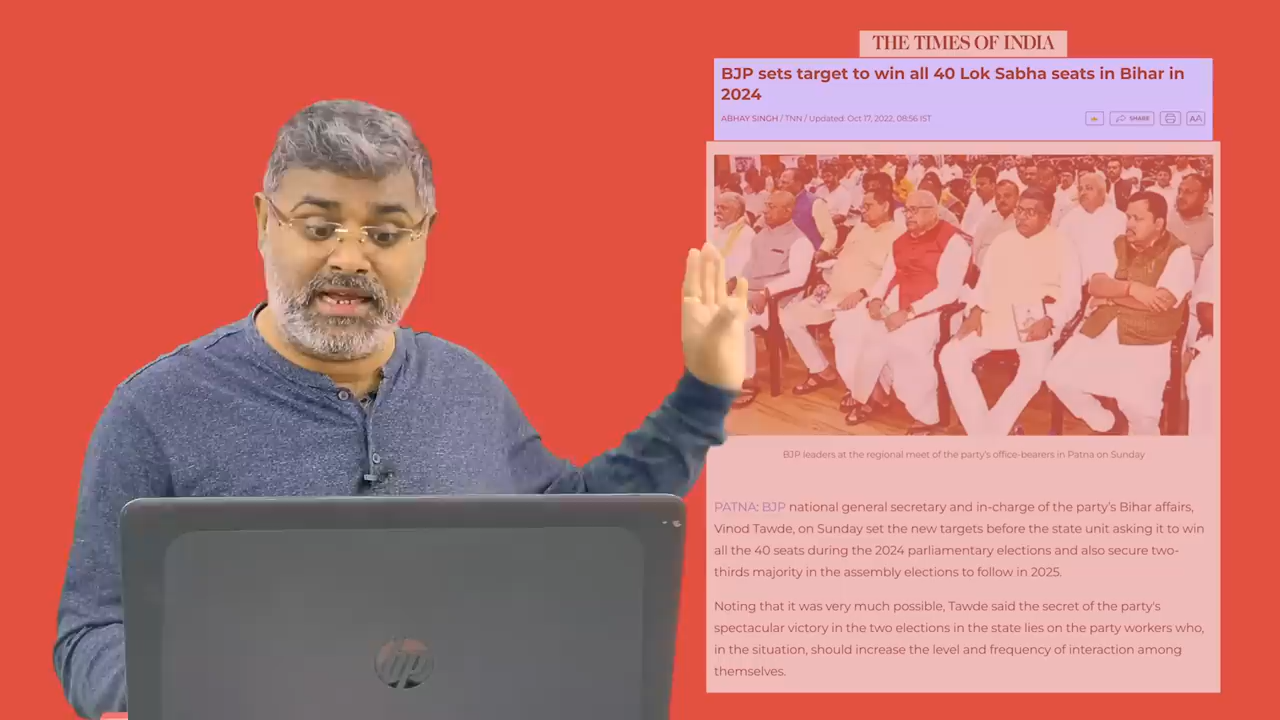 THE TIMES OF INDIA
BJP sets target to win all 40 Lok Sabha seats in Bihar in
2024
ABHAY SINGH / TNN / Updated: Oct 17, 2022, 08:56 IST
SHARE
AA
BJP leaders at the regional meet of the party's office-bearers in Patna on Sunday
PATNA: BJP national general secretary and in-charge of the party's Bihar affairs,
Vinod Tawde, on Sunday set the new targets before the state unit asking it to win
all the 40 seats during the 2024 parliamentary elections and also secure two-
thirds majority in the assembly elections to follow in 2025.
Noting that it was very much possible, Tawde said the secret of the party's
spectacular victory in the two elections in the state lies on the party workers who,
in the situation, should increase the level and frequency of interaction among
themselves.
hp